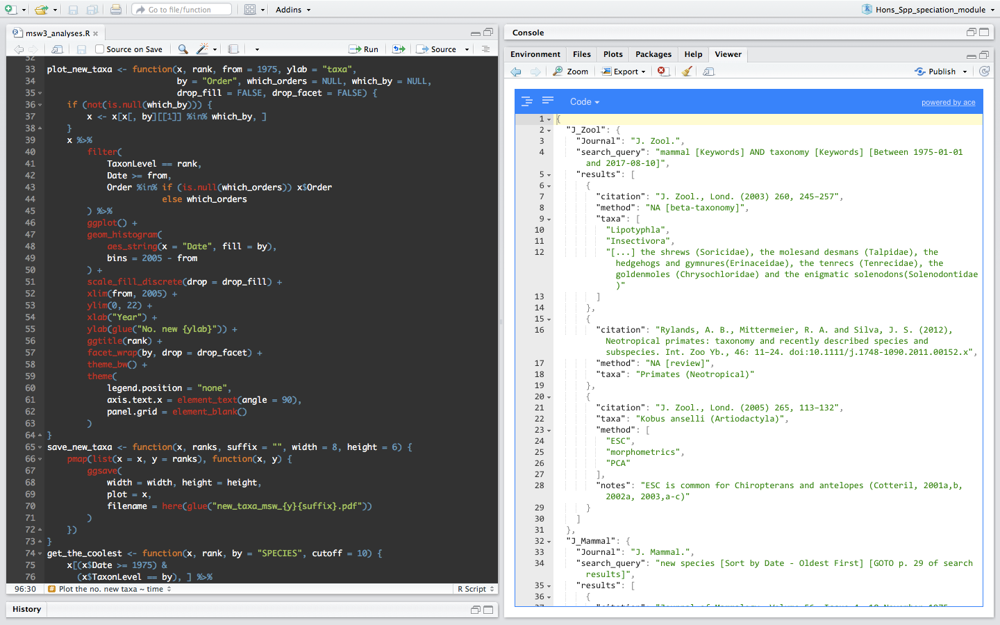 Go to file/function
Addins
Hons_Spp_speciation_module
msw3_analyses.R
Source on Save
Run
Source
32
33 plot_new_taxa <- function(x, rank, from = 1975, ylab = "taxa",
34 by = "Order", which_orders = NULL, which_by = NULL,
35 drop_fill = FALSE, drop_facet = FALSE) {
36 if (not(is.null(which_by))) {
37 x <- x[x[, by][[1]] %in% which_by, ]
38 }
39 x %>%
40 filter(
41 TaxonLevel == rank,
42 Date >= from,
43 Order %in% if (is.null(which_orders)) x$Order
44 else which_orders
45 ) %>%
46 ggplot() +
47 geom_histogram(
48 aes_string(x = "Date", fill = by),
49 bins = 2005 - from
50 ) +
51 scale_fill_discrete(drop = drop_fill) +
52 xlim(from, 2005) +
53 ylim(0, 22) +
54 xlab("Year") +
55 ylab(glue("No. new {ylab}")) +
56 ggtitle(rank) +
57 facet_wrap(by, drop = drop_facet) +
58 theme_bw() +
59 theme(
60 legend.position = "none",
61 axis.text.x = element_text(angle = 90),
62 panel.grid = element_blank()
63 )
64 }
65 save_new_taxa <- function(x, ranks, suffix = "", width = 8, height = 6) {
66 pmap(list(x = x, y = ranks), function(x, y) {
67 ggsave(
68 width = width, height = height,
69 plot = x,
70 filename = here(glue("new_taxa_msw_{y}{suffix}.pdf"))
71 )
72 })
73 }
74 get_the_coolest <- function(x, rank, by = "SPECIES", cutoff = 10) {
75 x[(x$Date >= 1975) &
76 (x$TaxonLevel == by), ] %>%
96:30
Plot the no. new taxa ~ time
R Script
History
Console
Environment
Files
Plots
Packages
Help
Viewer
Zoom
Export
Publish
Code
powered by ace
1 {
2 "J_Zool": {
3 "Journal": "J. Zool.",
4 "search_query": "mammal [Keywords] AND taxonomy [Keywords] [Between 1975-01-01
and 2017-08-10]",
5 "results": [
6 {
7 "citation": "J. Zool., Lond. (2003) 260, 245–257",
8 "method": "NA [beta-taxonomy]",
9 "taxa": [
10 "Lipotyphla",
11 "Insectivora",
12 "[...] the shrews (Soricidae), the molesand desmans (Talpidae), the
hedgehogs and gymnures(Erinaceidae), the tenrecs (Tenrecidae), the
goldenmoles (Chrysochloridae) and the enigmatic solenodons(Solenodontidae
)"
13 ]
14 },
15 {
16 "citation": "Rylands, A. B., Mittermeier, R. A. and Silva, J. S. (2012),
Neotropical primates: taxonomy and recently described species and
subspecies. Int. Zoo Yb., 46: 11–24. doi:10.1111/j.1748-1090.2011.00152.x",
17 "method": "NA [review]",
18 "taxa": "Primates (Neotropical)"
19 },
20 {
21 "citation": "J. Zool., Lond. (2005) 265, 113–132",
22 "taxa": "Kobus anselli (Artiodactyla)",
23 "method": [
24 "ESC",
25 "morphometrics",
26 "PCA"
27 ],
28 "notes": "ESC is common for Chiropterans and antelopes (Cotteril, 2001a,b,
2002a, 2003,a-c)"
29 }
30 ]
31 },
32 "J_Mammal": {
33 "Journal": "J. Mammal.",
34 "search_query": "new species [Sort by Date - Oldest First] [GOTO p. 29 of search
results]",
35 "results": [
36 {